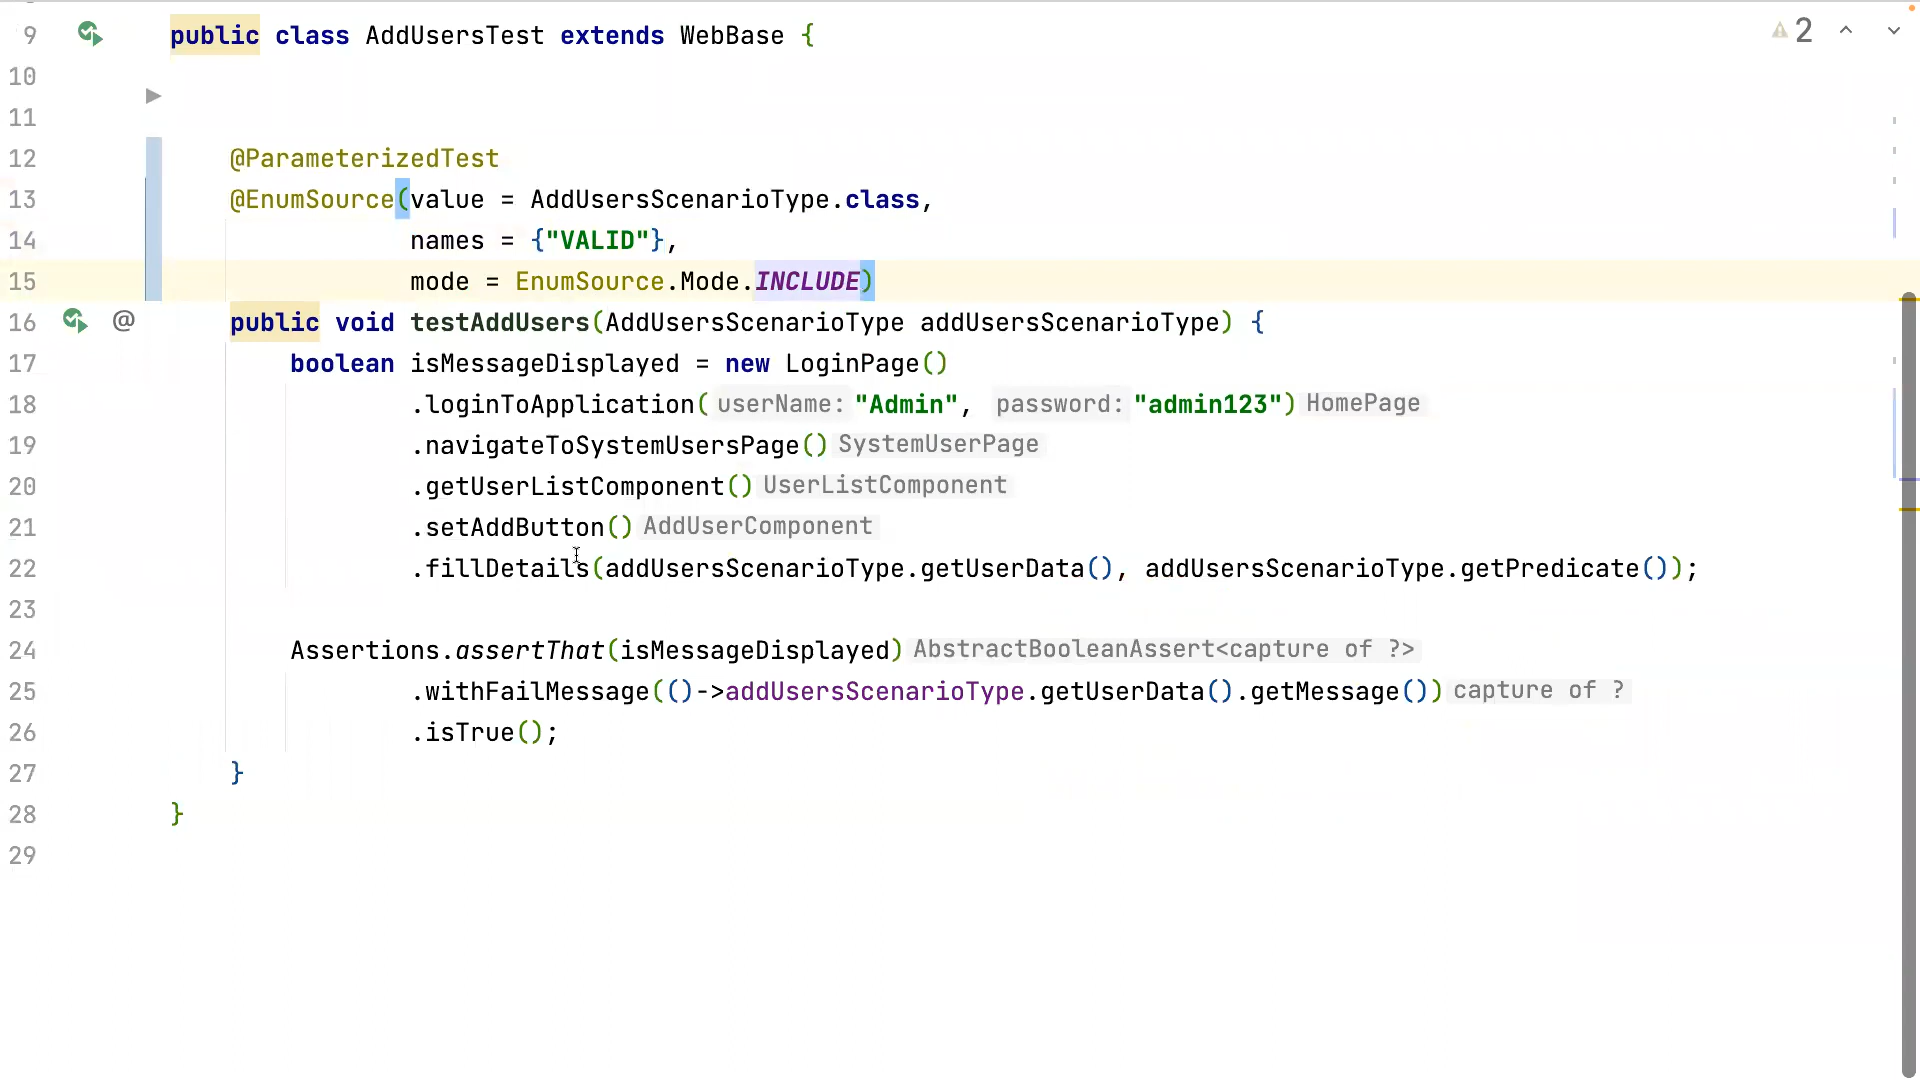 9 public class AddUsersTest extends WebBase { 2
10
11
12 @ParameterizedTest
13 @EnumSource(value = AddUsersScenarioType.class,
14 names = {"VALID"},
15 mode = EnumSource.Mode.INCLUDE)
16 @ public void testAddUsers(AddUsersScenarioType addUsersScenarioType) {
17 boolean isMessageDisplayed = new LoginPage()
18 .loginToApplication( userName: "Admin", password: "admin123") HomePage
19 .navigateToSystemUsersPage() SystemUserPage
20 .getUserListComponent() UserListComponent
21 .setAddButton() AddUserComponent
22 .fillDetails(addUsersScenarioType.getUserData(), addUsersScenarioType.getPredicate());
23
24 Assertions.assertThat(isMessageDisplayed) AbstractBooleanAssert<capture of ?>
25 .withFailMessage(()->addUsersScenarioType.getUserData().getMessage()) capture of ?
26 .isTrue();
27 }
28 }
29